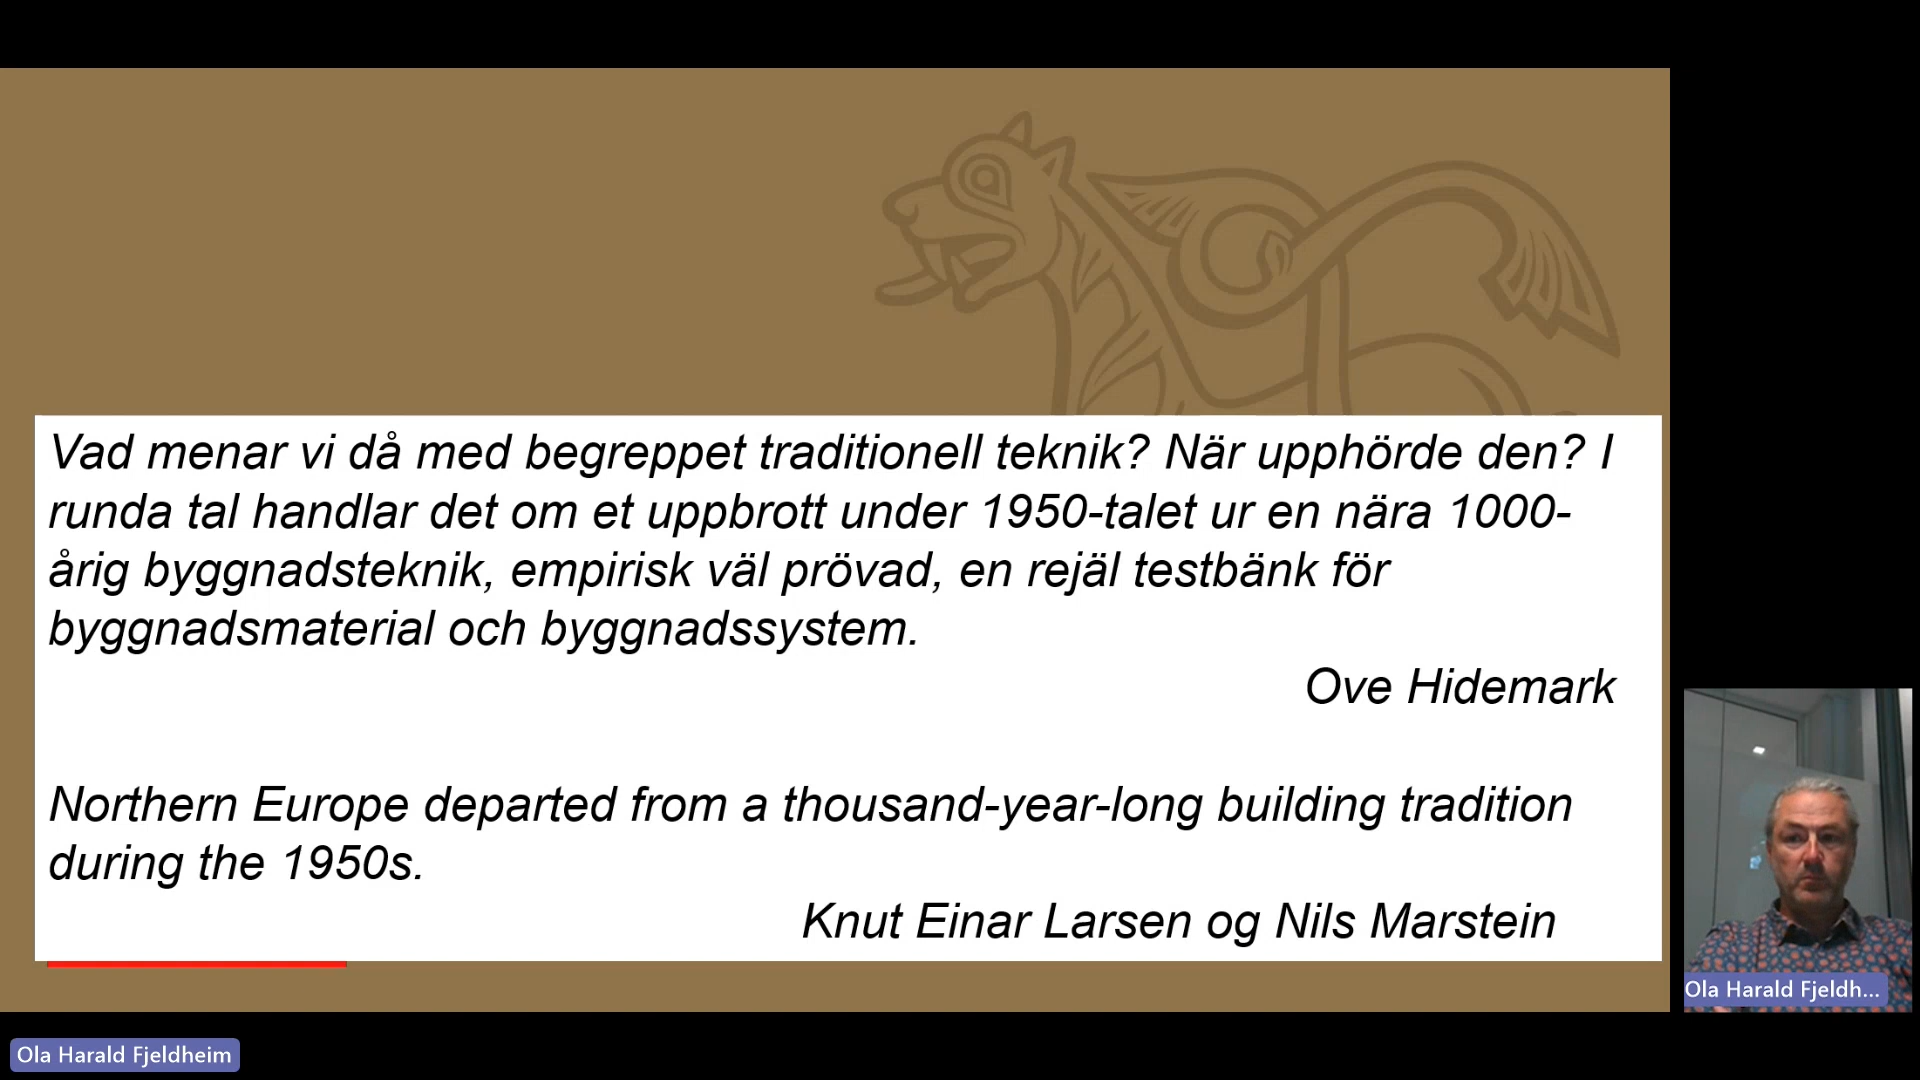 Vad menar vi då med begreppet traditionell teknik? När upphörde den? I
runda tal handlar det om et uppbrott under 1950-talet ur en nära 1000-
årig byggnadsteknik, empirisk väl prövad, en rejäl testbänk för
byggnadsmaterial och byggnadssystem.
Ove Hidemark
Northern Europe departed from a thousand-year-long building tradition
during the 1950s.
Knut Einar Larsen og Nils Marstein
Ola Harald Fjeldh...
Ola Harald Fjeldheim